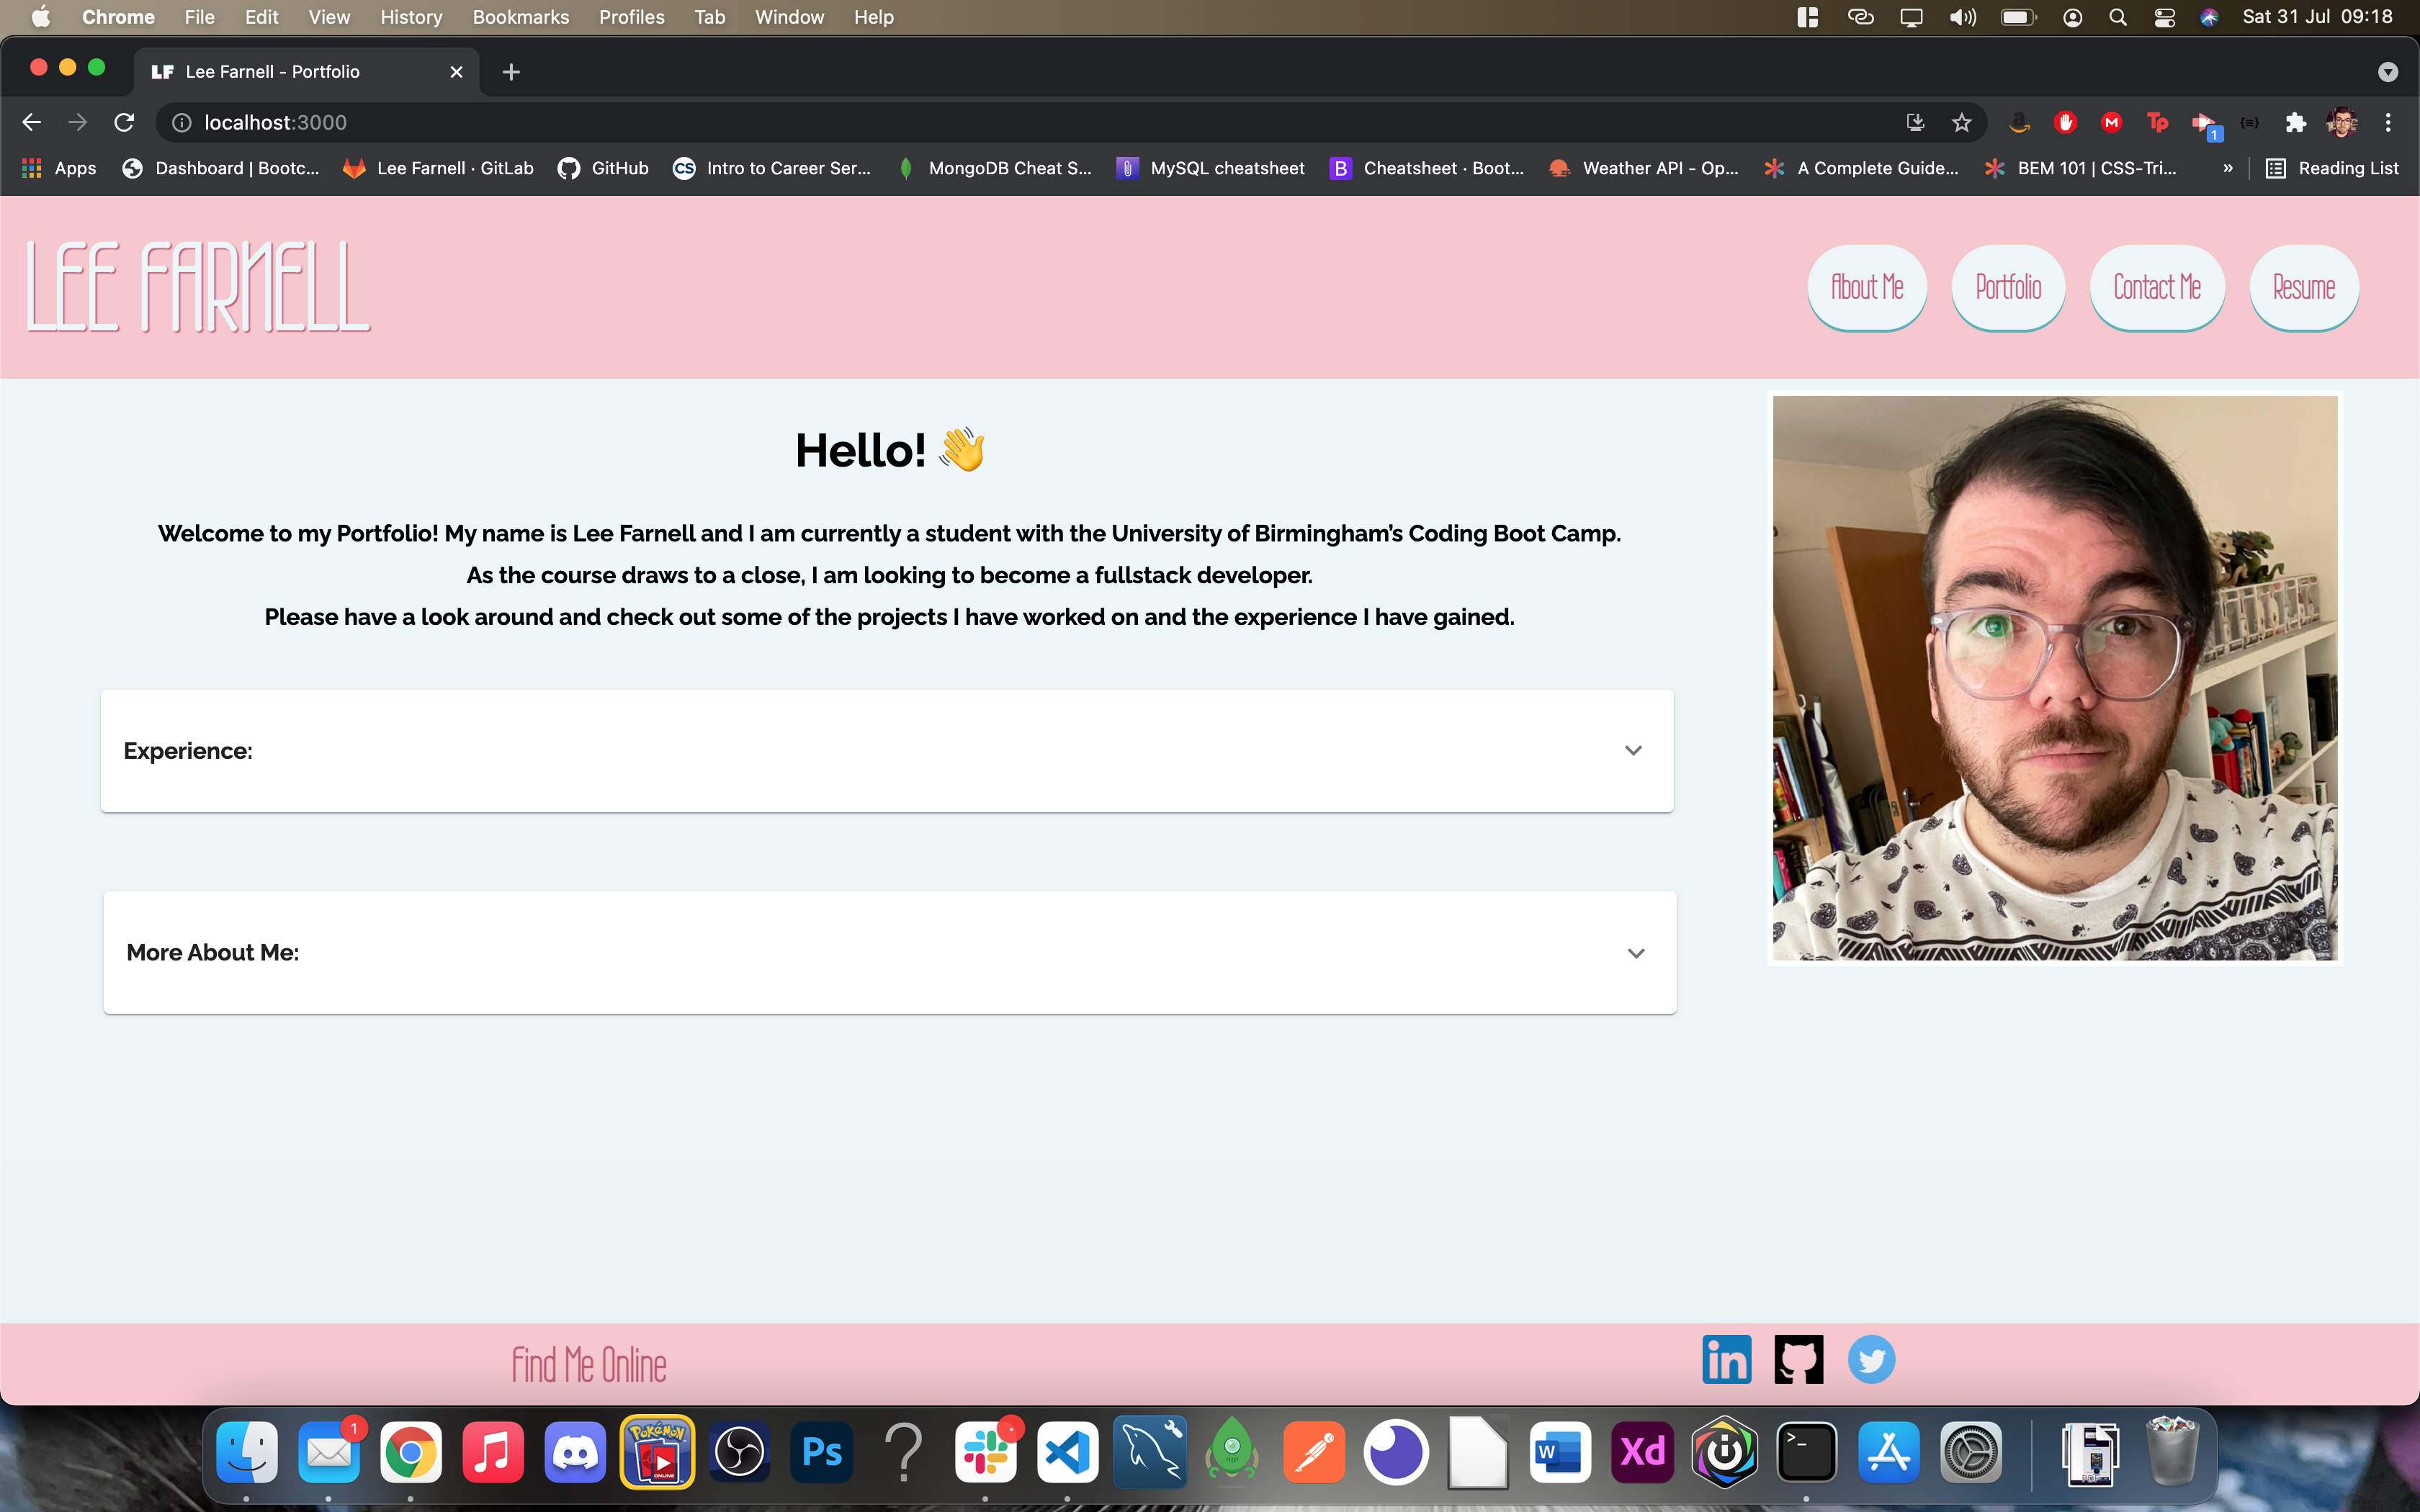 Chrome File Edit View History Bookmarks Profiles Tab Window Help Sat 31 Jul 09:18
LF Lee Farnell - Portfolio
localhost:3000
Apps Dashboard | Bootc... Lee Farnell · GitLab GitHub CS Intro to Career Ser... MongoDB Cheat S... MySQL cheatsheet B Cheatsheet · Boot... Weather API - Op... A Complete Guide... BEM 101 | CSS-Tri... » Reading List
LEE FARNELL
About Me Portfolio Contact Me Resume
Hello! 👋
Welcome to my Portfolio! My name is Lee Farnell and I am currently a student with the University of Birmingham’s Coding Boot Camp.
As the course draws to a close, I am looking to become a fullstack developer.
Please have a look around and check out some of the projects I have worked on and the experience I have gained.
Experience:
More About Me:
Find Me Online
in
1 POKéMON ONLINE Ps ? W Xd >_